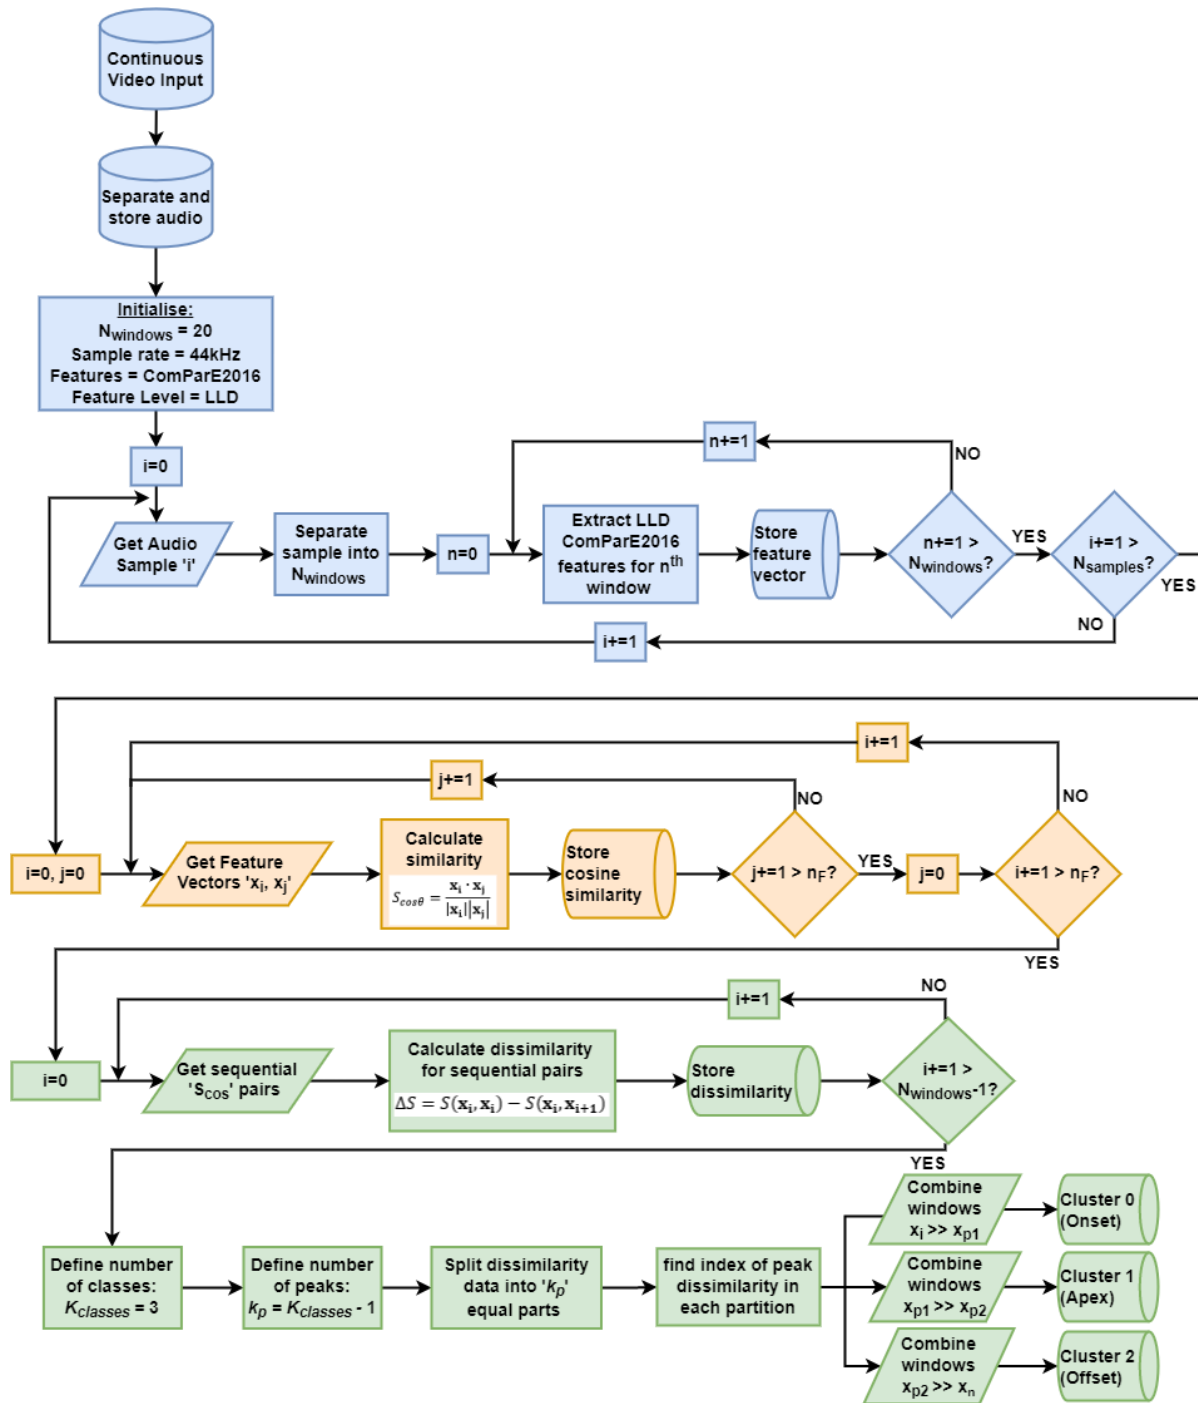 Continuous
Video Input
Separate and
store audio
Initialise:
Nwindows = 20
Sample rate = 44kHz
Features = ComParE2016
Feature Level = LLD
i=0
Get Audio
Sample 'i'
Separate
sample into
Nwindows
n=0
n+=1
Extract LLD
ComParE2016
features for nth
window
Store
feature
vector
n+=1 >
Nwindows?
NO
YES
i+=1 >
Nsamples?
YES
NO
i+=1
i+=1
j+=1
NO
NO
i=0, j=0
Get Feature
Vectors 'xi, xj'
Calculate
similarity
Scosθ = xi · xj / |xi||xj|
Store
cosine
similarity
j+=1 > nF?
YES
j=0
i+=1 > nF?
YES
i+=1
NO
i=0
Get sequential
'Scos' pairs
Calculate dissimilarity
for sequential pairs
ΔS = S(xi, xi) − S(xi, xi+1)
Store
dissimilarity
i+=1 >
Nwindows-1?
YES
Define number
of classes:
Kclasses = 3
Define number
of peaks:
kp = Kclasses - 1
Split dissimilarity
data into 'kp'
equal parts
find index of peak
dissimilarity in
each partition
Combine
windows
xi >> xp1
Cluster 0
(Onset)
Combine
windows
xp1 >> xp2
Cluster 1
(Apex)
Combine
windows
xp2 >> xn
Cluster 2
(Offset)